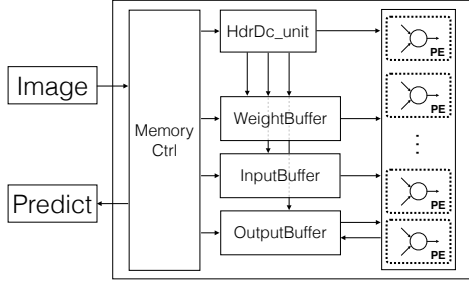 Image
Predict
Memory
Ctrl
HdrDc_unit
WeightBuffer
InputBuffer
OutputBuffer
PE
PE
PE
PE